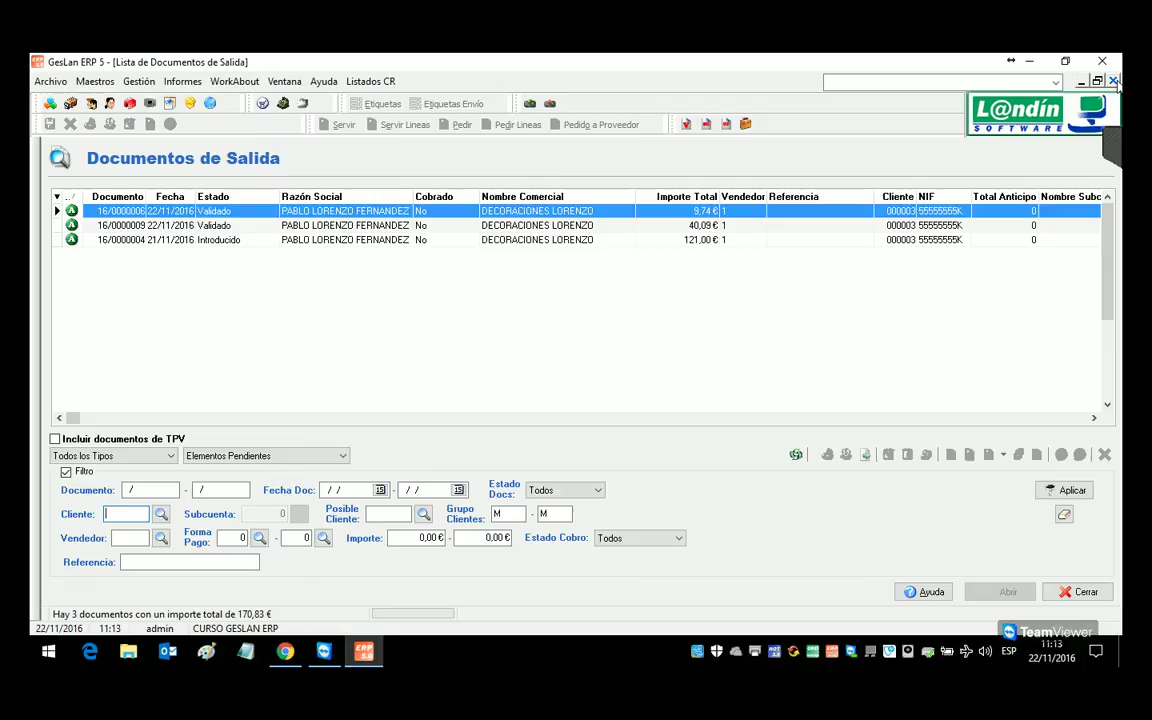 GesLan ERP 5 - [Lista de Documentos de Salida]
Archivo Maestros Gestión Informes WorkAbout Ventana Ayuda Listados CR
Etiquetas Etiquetas Envío
Servir Servir Lineas Pedir Pedir Lineas Pedido a Proveedor
L@ndín
SOFTWARE
Documentos de Salida
Documento Fecha Estado Razón Social Cobrado Nombre Comercial Importe Total Vendedor Referencia Cliente NIF Total Anticipo Nombre Subc
A 16/0000006 22/11/2016 Validado PABLO LORENZO FERNANDEZ No DECORACIONES LORENZO 9,74 € 1 000003 55555555K 0
A 16/0000009 22/11/2016 Validado PABLO LORENZO FERNANDEZ No DECORACIONES LORENZO 40,09 € 1 000003 55555555K 0
A 16/0000004 21/11/2016 Introducido PABLO LORENZO FERNANDEZ No DECORACIONES LORENZO 121,00 € 1 000003 55555555K 0
Incluir documentos de TPV
Todos los Tipos Elementos Pendientes
Filtro
Documento: / - / Fecha Doc: / / 15 - / / 15 Estado Docs: Todos Aplicar
Cliente: Subcuenta: 0 Posible Cliente: Grupo Clientes: M - M
Vendedor: Forma Pago: 0 - 0 Importe: 0,00 € - 0,00 € Estado Cobro: Todos
Referencia:
Ayuda Abrir Cerrar
Hay 3 documentos con un importe total de 170,83 €
22/11/2016 11:13 admin CURSO GESLAN ERP
TeamViewer
ESP 11:13
22/11/2016